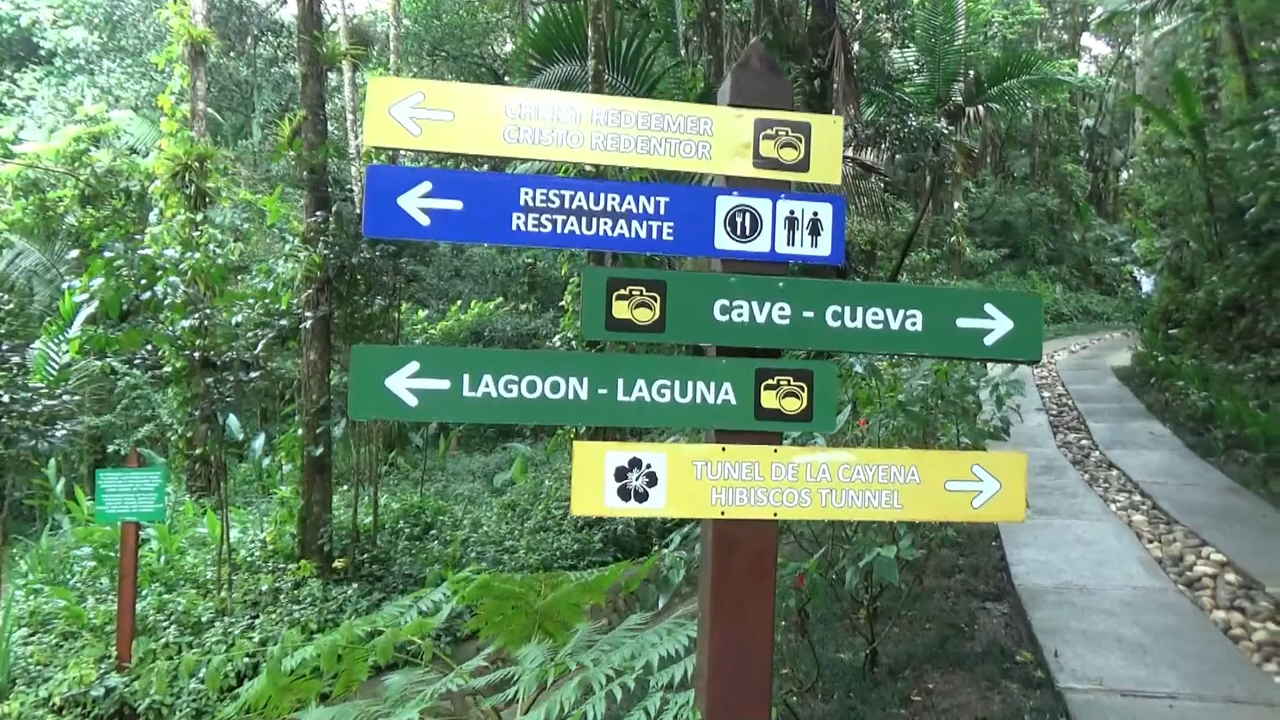 CHRIST REDEEMER
CRISTO REDENTOR
RESTAURANT
RESTAURANTE
cave - cueva
LAGOON - LAGUNA
TUNEL DE LA CAYENA
HIBISCOS TUNNEL